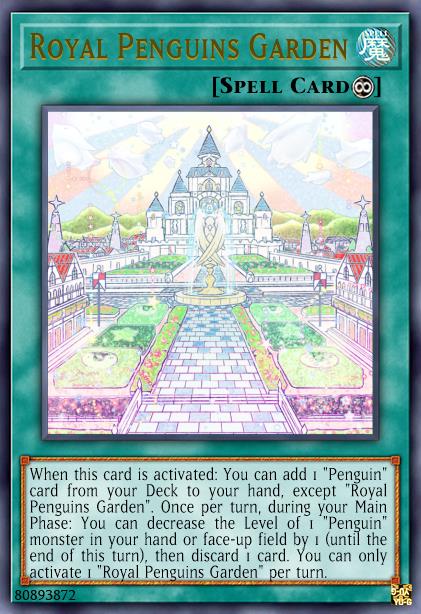 ROYAL PENGUINS GARDEN
SPELL
魔
[SPELL CARD]
When this card is activated: You can add 1 "Penguin"
card from your Deck to your hand, except "Royal
Penguins Garden". Once per turn, during your Main
Phase: You can decrease the Level of 1 "Penguin"
monster in your hand or face-up field by 1 (until the
end of this turn), then discard 1 card. You can only
activate 1 "Royal Penguins Garden" per turn.
80893872